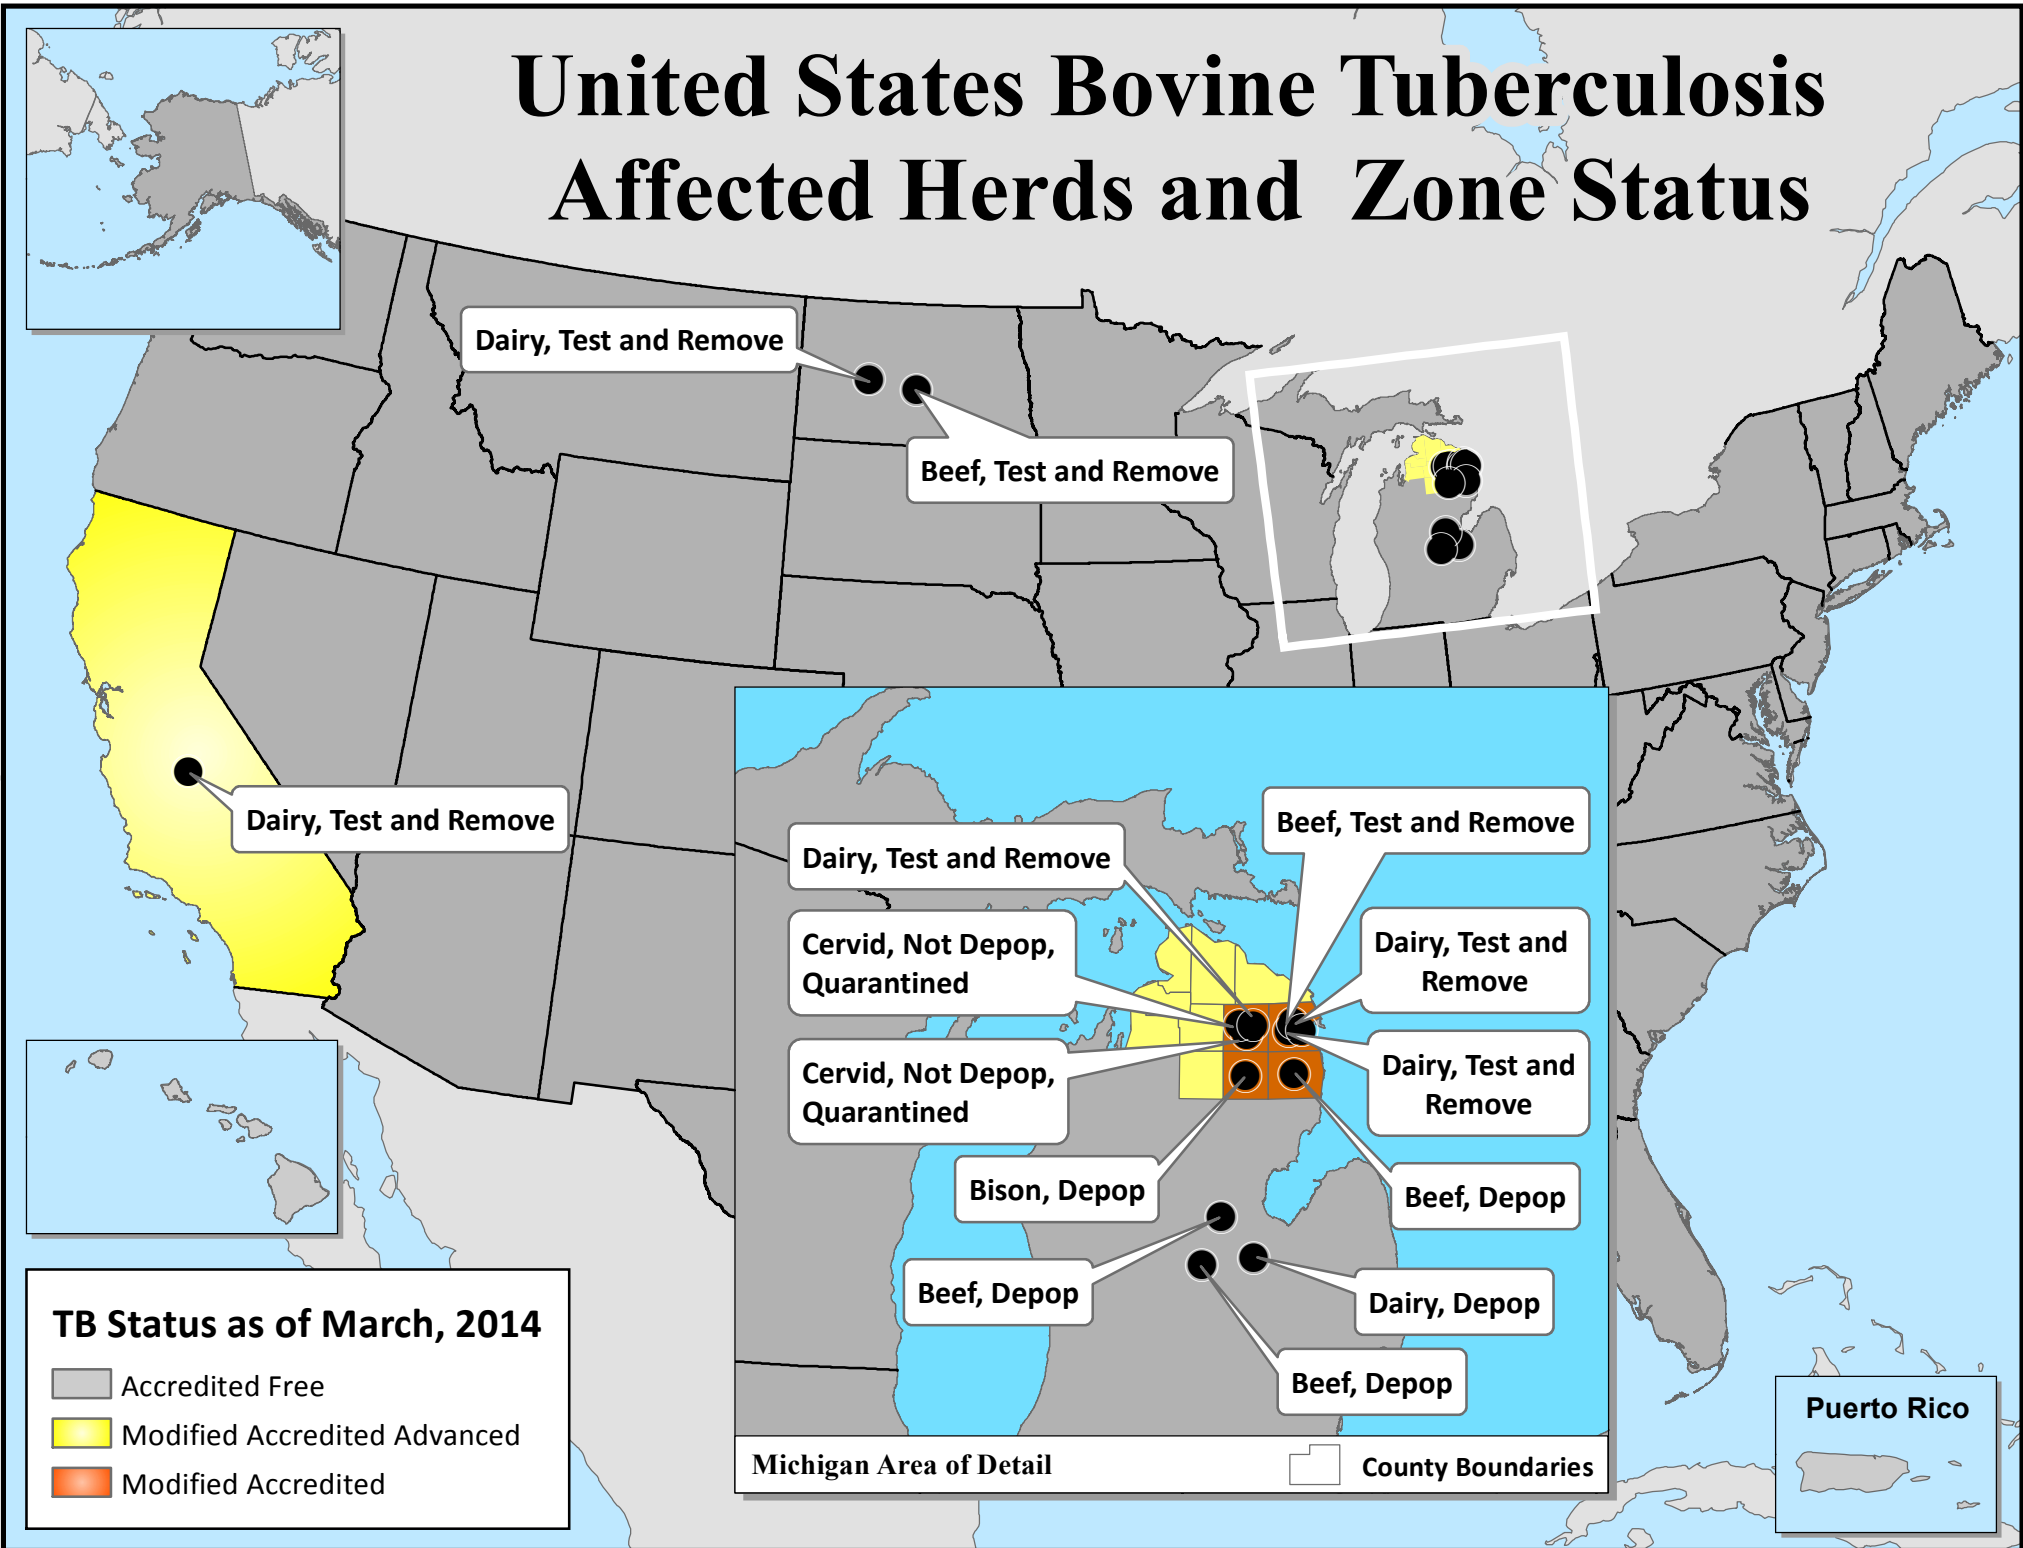 United States Bovine Tuberculosis
Affected Herds and Zone Status
Dairy, Test and Remove
Beef, Test and Remove
Dairy, Test and Remove
Beef, Test and Remove
Dairy, Test and Remove
Cervid, Not Depop,
Quarantined
Dairy, Test and
Remove
Cervid, Not Depop,
Quarantined
Dairy, Test and
Remove
Bison, Depop
Beef, Depop
Beef, Depop
Dairy, Depop
Beef, Depop
Michigan Area of Detail
County Boundaries
TB Status as of March, 2014
Accredited Free
Modified Accredited Advanced
Modified Accredited
Puerto Rico